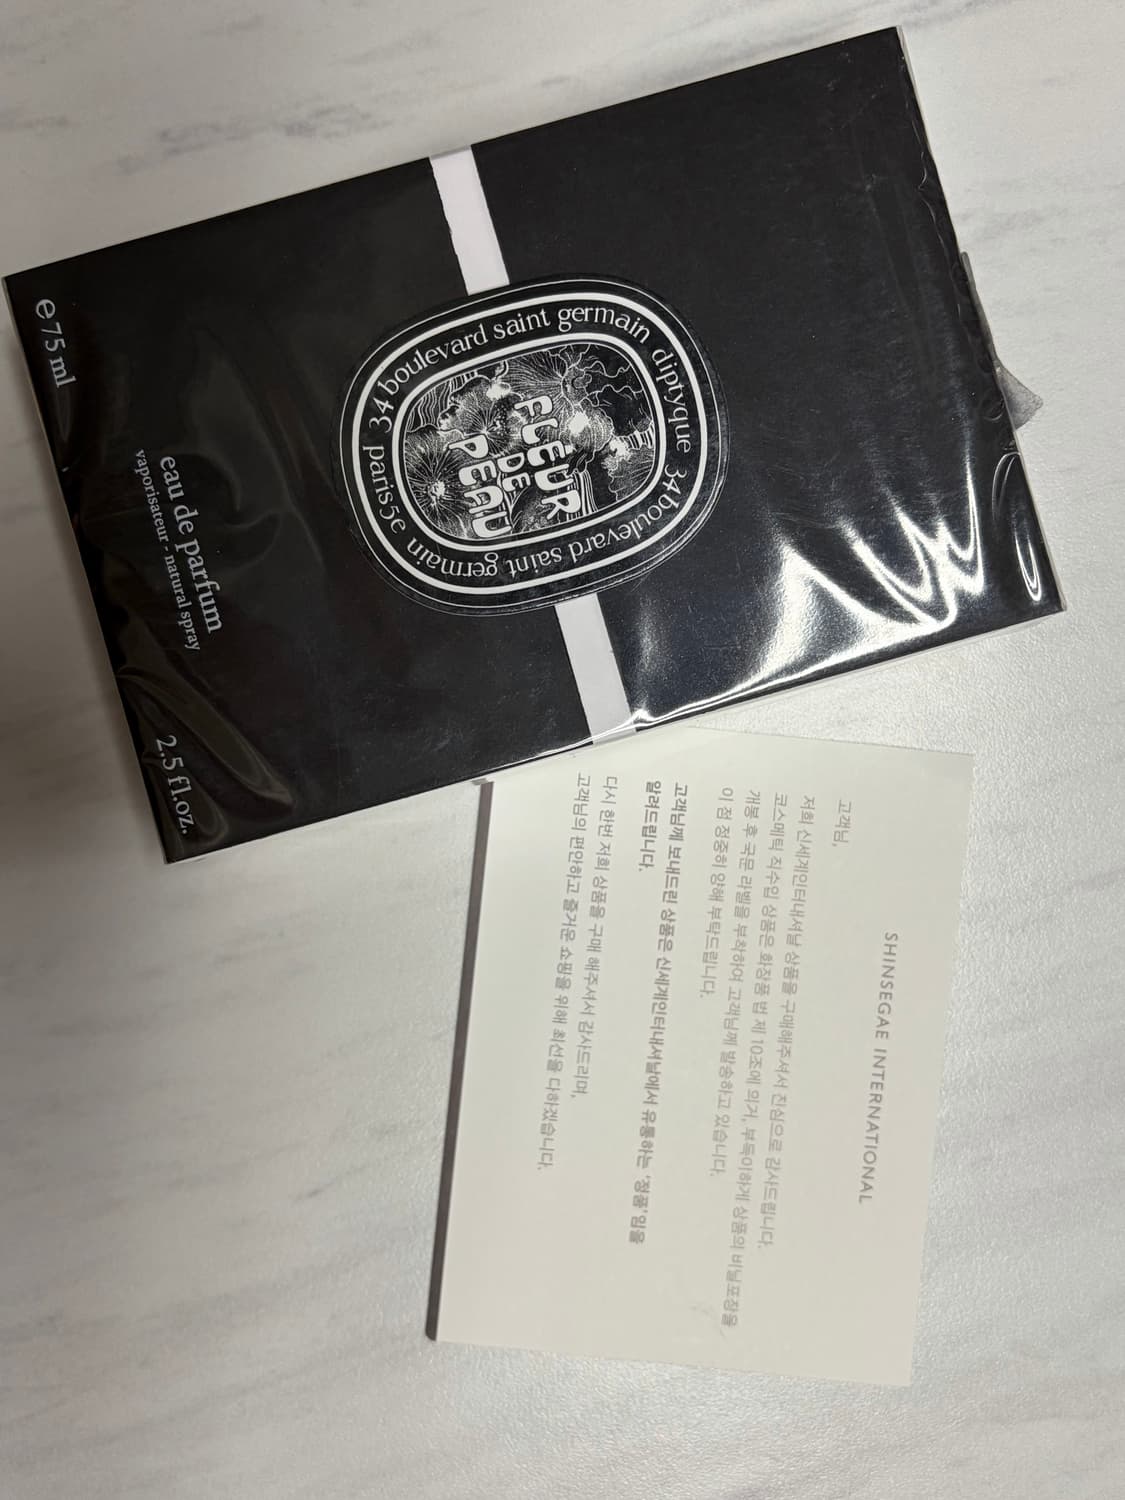 34 boulevard saint germain diptyque 34 boulevard saint germain paris5e
FLEUR
DE
PEAU
eau de parfum
vaporisateur - natural spray
e 75 ml
2.5 fl.oz.
SHINSEGAE INTERNATIONAL
고객님,
저희 신세계인터내셔날 상품을 구매해주셔서 진심으로 감사드립니다.
코스메틱 직수입 상품은 화장품 법 제 10조에 의거, 부득이하게 상품의 비닐포장을
개봉 후 국문 라벨을 부착하여 고객님께 발송하고 있습니다.
이 점 정중히 양해 부탁드립니다.
고객님께 보내드린 상품은 신세계인터내셔날에서 유통하는 '정품'임을
알려드립니다.
다시 한번 저희 상품을 구매 해주셔서 감사드리며,
고객님의 편안하고 즐거운 쇼핑을 위해 최선을 다하겠습니다.